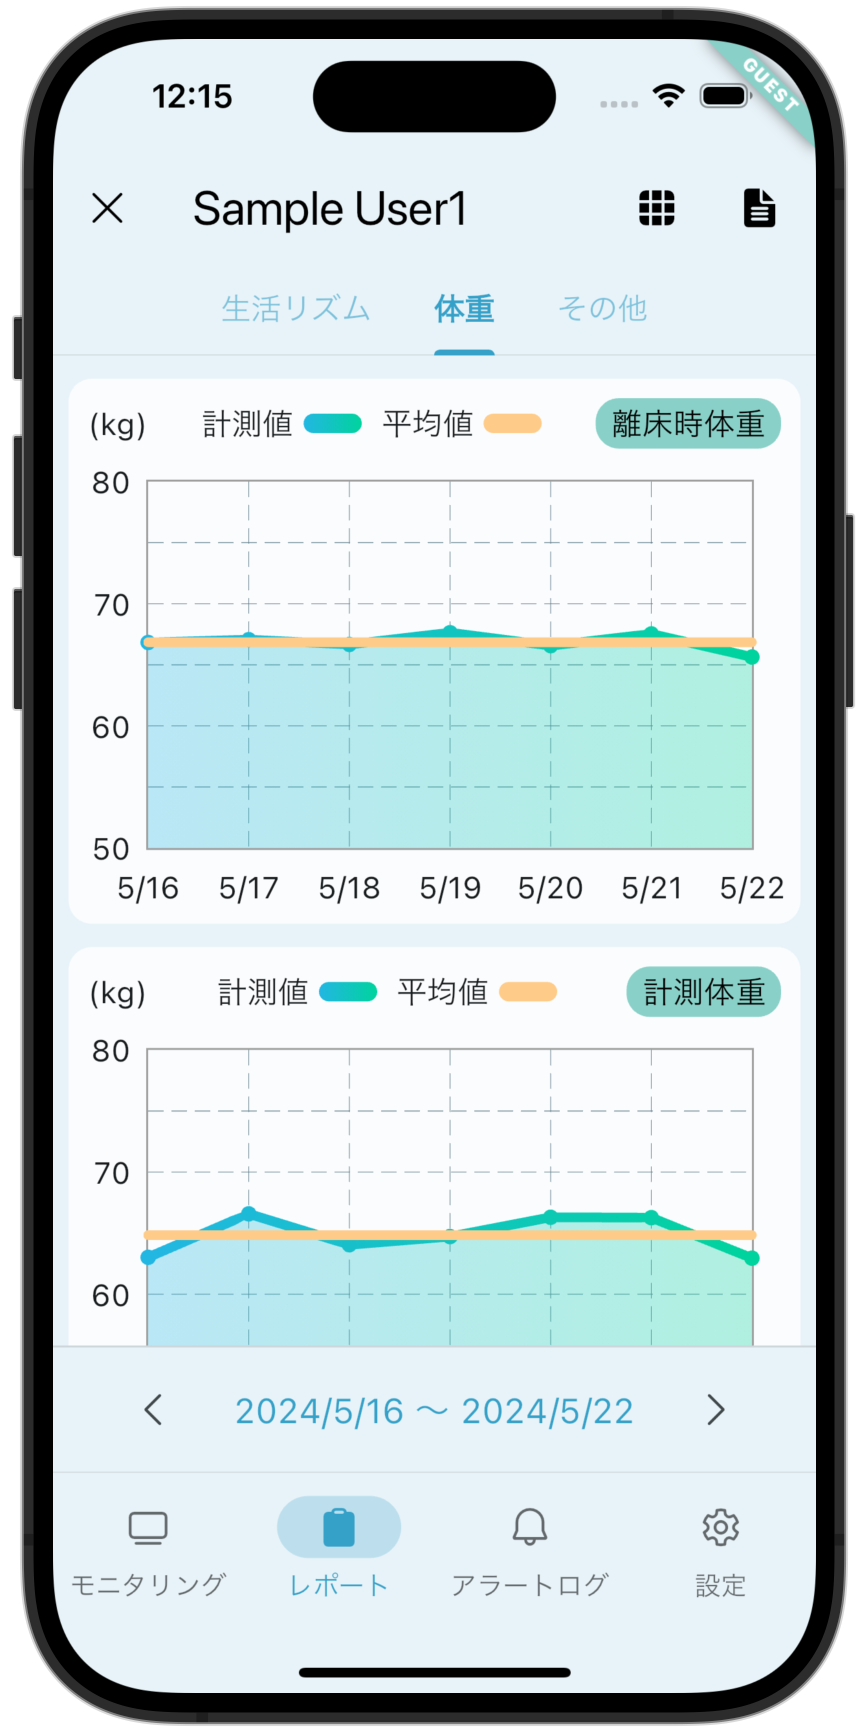 12:15
GUEST
Sample User1
生活リズム 体重 その他
(kg) 計測値 平均値 離床時体重
80
70
60
50
5/16 5/17 5/18 5/19 5/20 5/21 5/22
(kg) 計測値 平均値 計測体重
80
70
60
2024/5/16 〜 2024/5/22
モニタリング レポート アラートログ 設定